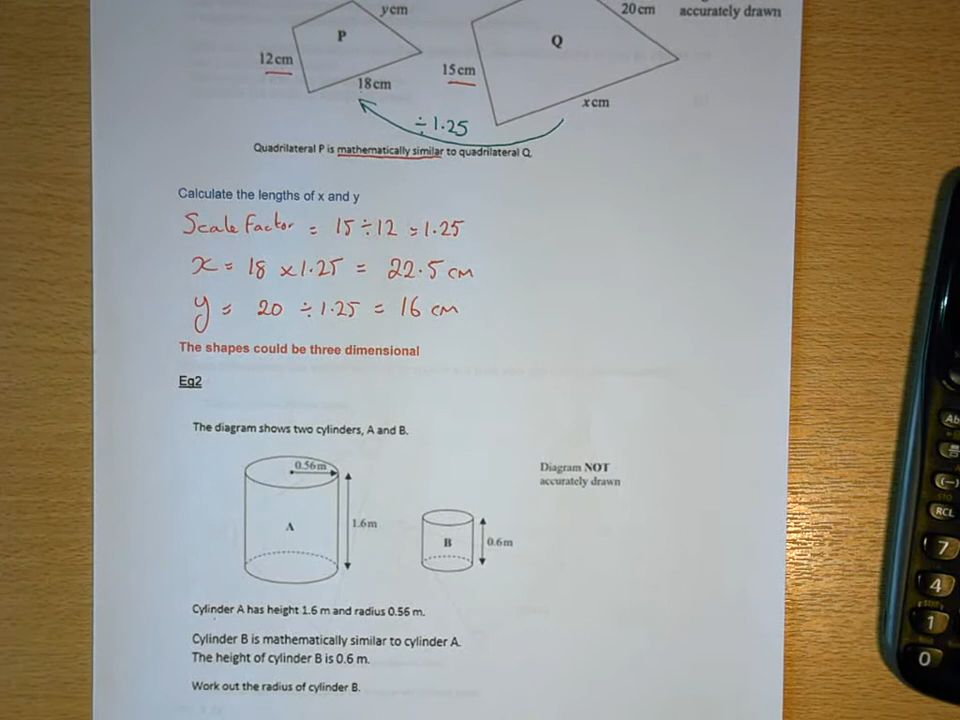 y cm
20 cm
accurately drawn
P
Q
12 cm
15 cm
18 cm
x cm
÷ 1.25
Quadrilateral P is mathematically similar to quadrilateral Q.
Calculate the lengths of x and y
Scale Factor = 15 ÷ 12 = 1.25
x = 18 × 1.25 = 22.5 cm
y = 20 ÷ 1.25 = 16 cm
The shapes could be three dimensional
Eg2
The diagram shows two cylinders, A and B.
0.56m
Diagram NOT
accurately drawn
A
1.6m
B
0.6m
Cylinder A has height 1.6 m and radius 0.56 m.
Cylinder B is mathematically similar to cylinder A.
The height of cylinder B is 0.6 m.
Work out the radius of cylinder B.
(−)
STO
RCL
7
4
1
0